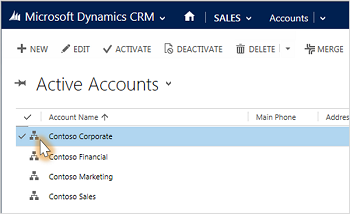 Microsoft Dynamics CRM SALES Accounts
NEW EDIT ACTIVATE DEACTIVATE DELETE MERGE
Active Accounts
Account Name Main Phone Addres
Contoso Corporate
Contoso Financial
Contoso Marketing
Contoso Sales